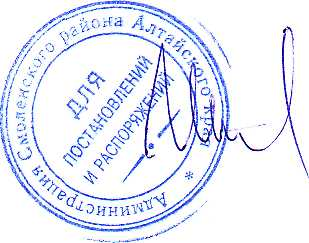 Администрация Смоленского района Алтайского края *
ДЛЯ
ПОСТАНОВЛЕНИЙ
И РАСПОРЯЖЕНИЙ